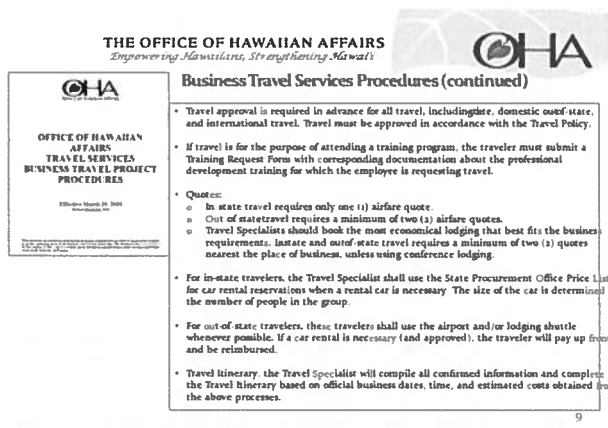 THE OFFICE OF HAWAIIAN AFFAIRS
Empowering Hawaiians, Strengthening Hawai'i
OHA
OHA
OFFICE OF HAWAIIAN
AFFAIRS
TRAVEL SERVICES
BUSINESS TRAVEL PROJECT
PROCEDURES
Business Travel Services Procedures (continued)
• Travel approval is required in advance for all travel, including state, domestic out-of-state,
and international travel. Travel must be approved in accordance with the Travel Policy.
• If travel is for the purpose of attending a training program, the traveler must submit a
Training Request Form with corresponding documentation about the professional
development training for which the employee is requesting travel.
• Quotes:
o In state travel requires only one (1) airfare quote.
o Out of state travel requires a minimum of two (2) airfare quotes.
o Travel Specialists should book the most economical lodging that best fits the business
requirements. Instate and out of-state travel requires a minimum of two (2) quotes
nearest the place of business, unless using conference lodging.
• For in-state travelers, the Travel Specialist shall use the State Procurement Office Price List
for car rental reservations when a rental car is necessary The size of the car is determined
the number of people in the group.
• For out-of-state travelers, these travelers shall use the airport and/or lodging shuttle
whenever possible. If a car rental is necessary (and approved), the traveler will pay up front
and be reimbursed.
• Travel Itinerary, the Travel Specialist will compile all confirmed information and complete
the Travel Itinerary based on official business dates, time, and estimated costs obtained from
the above processes.
9